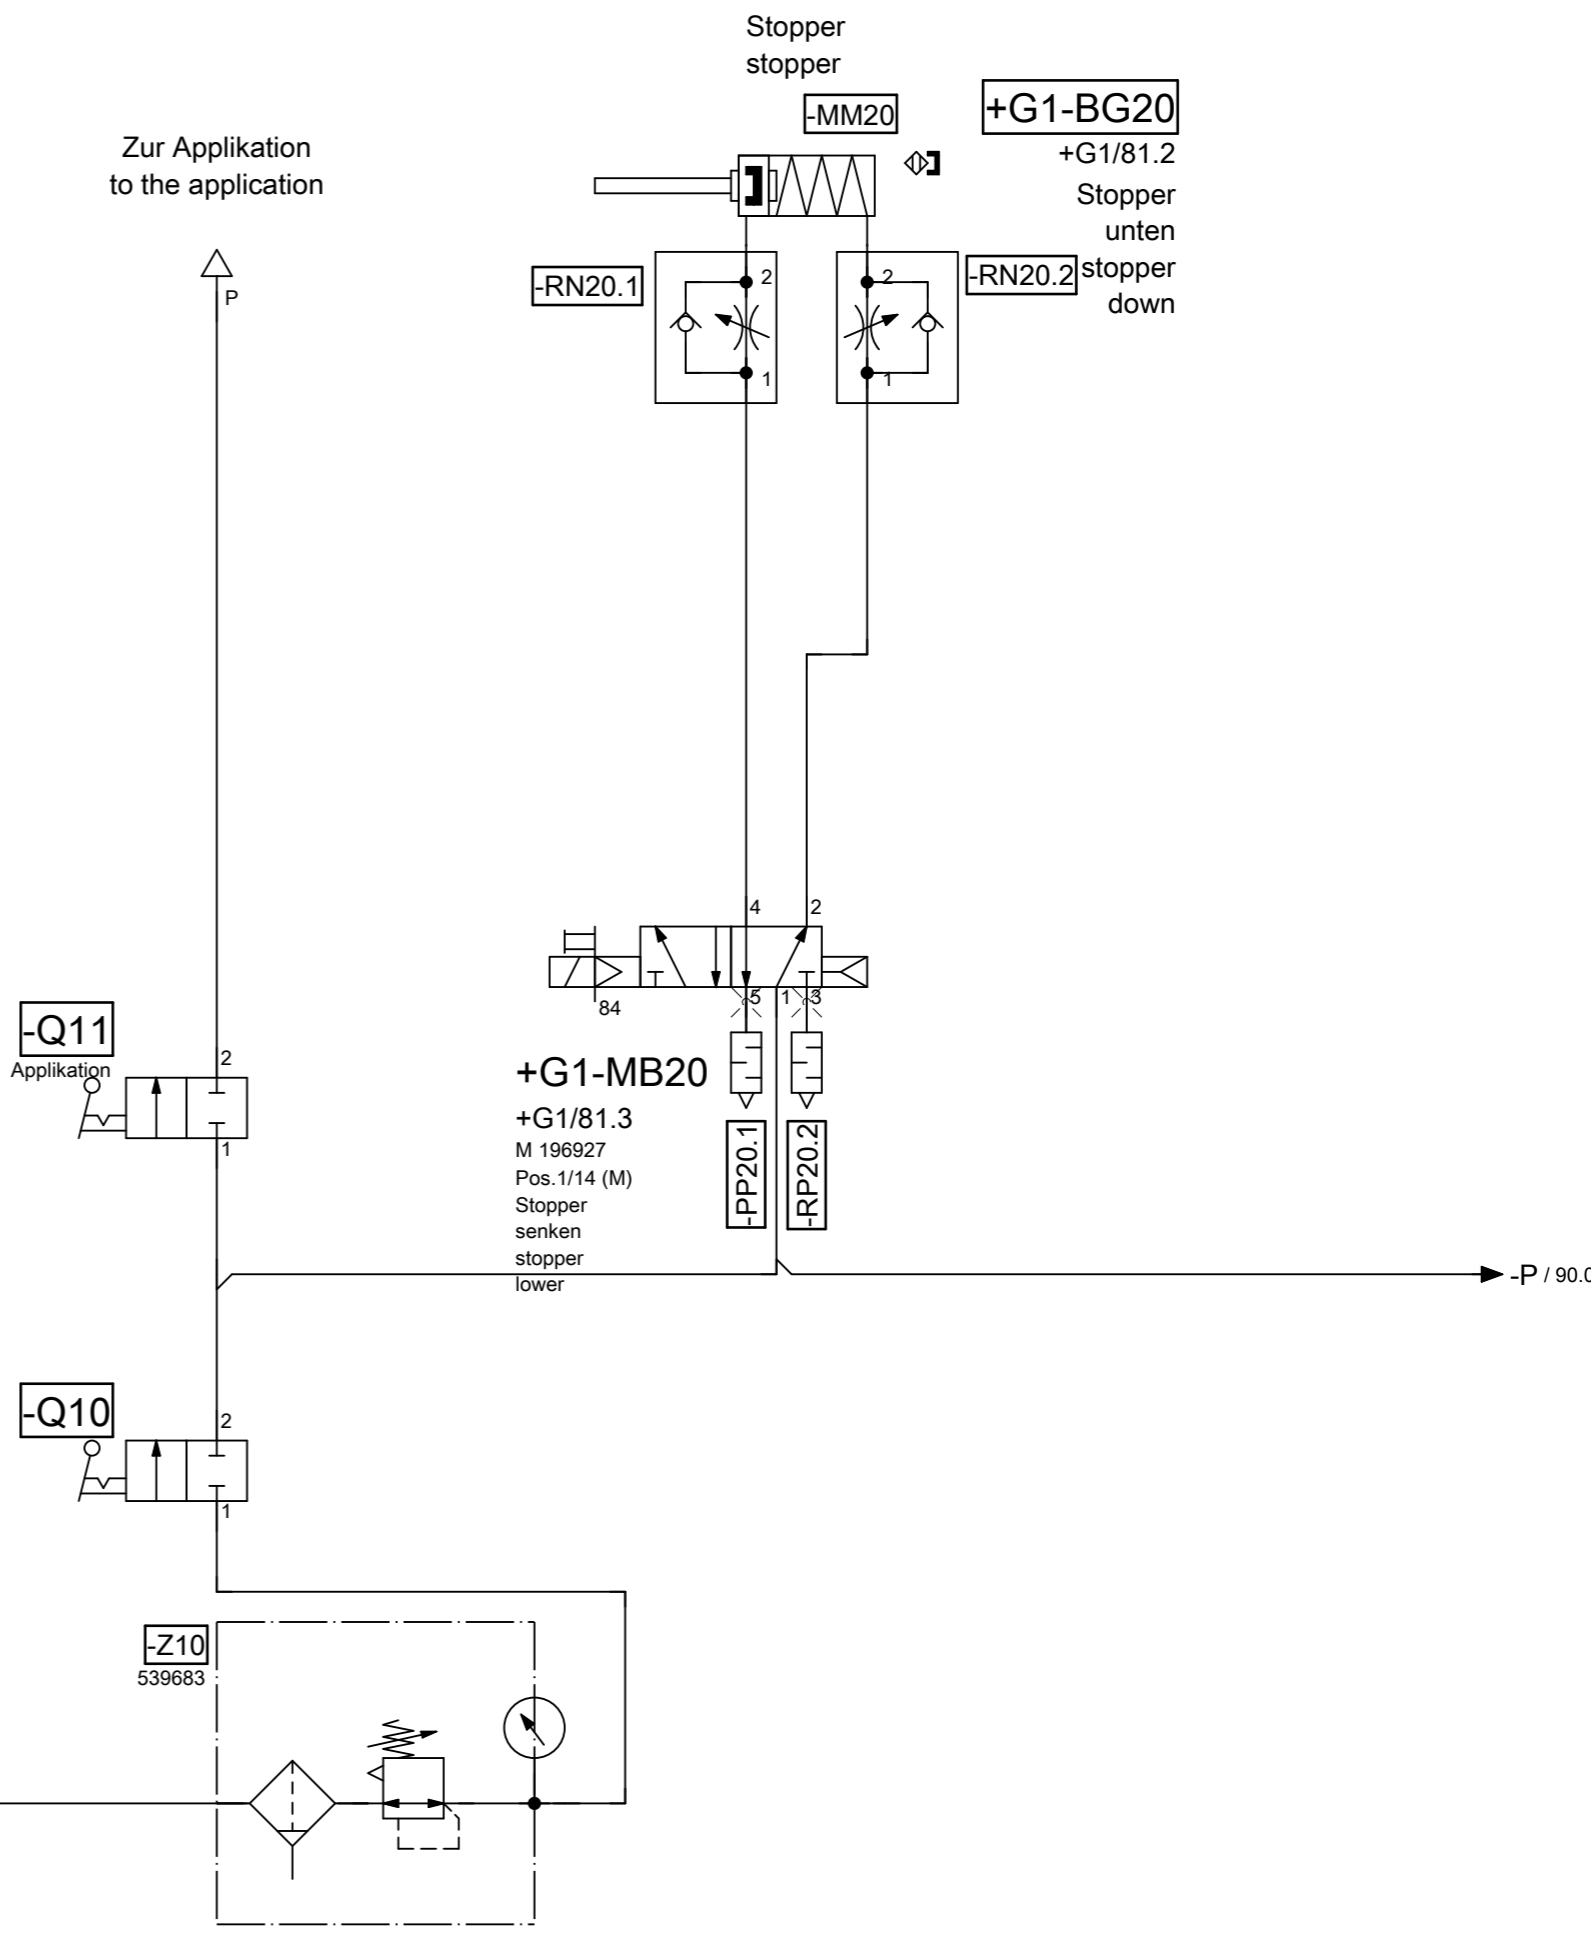 Stopper
stopper
-MM20
+G1-BG20
+G1/81.2
Stopper
unten
stopper
down
Zur Applikation
to the application
P
-RN20.1
2
1
2
1
-RN20.2
4
2
84
5
1
3
+G1-MB20
+G1/81.3
M 196927
Pos.1/14 (M)
Stopper
senken
stopper
lower
-PP20.1
-RP20.2
-Q11
Applikation
2
1
-P / 90.0
-Q10
2
1
-Z10
539683